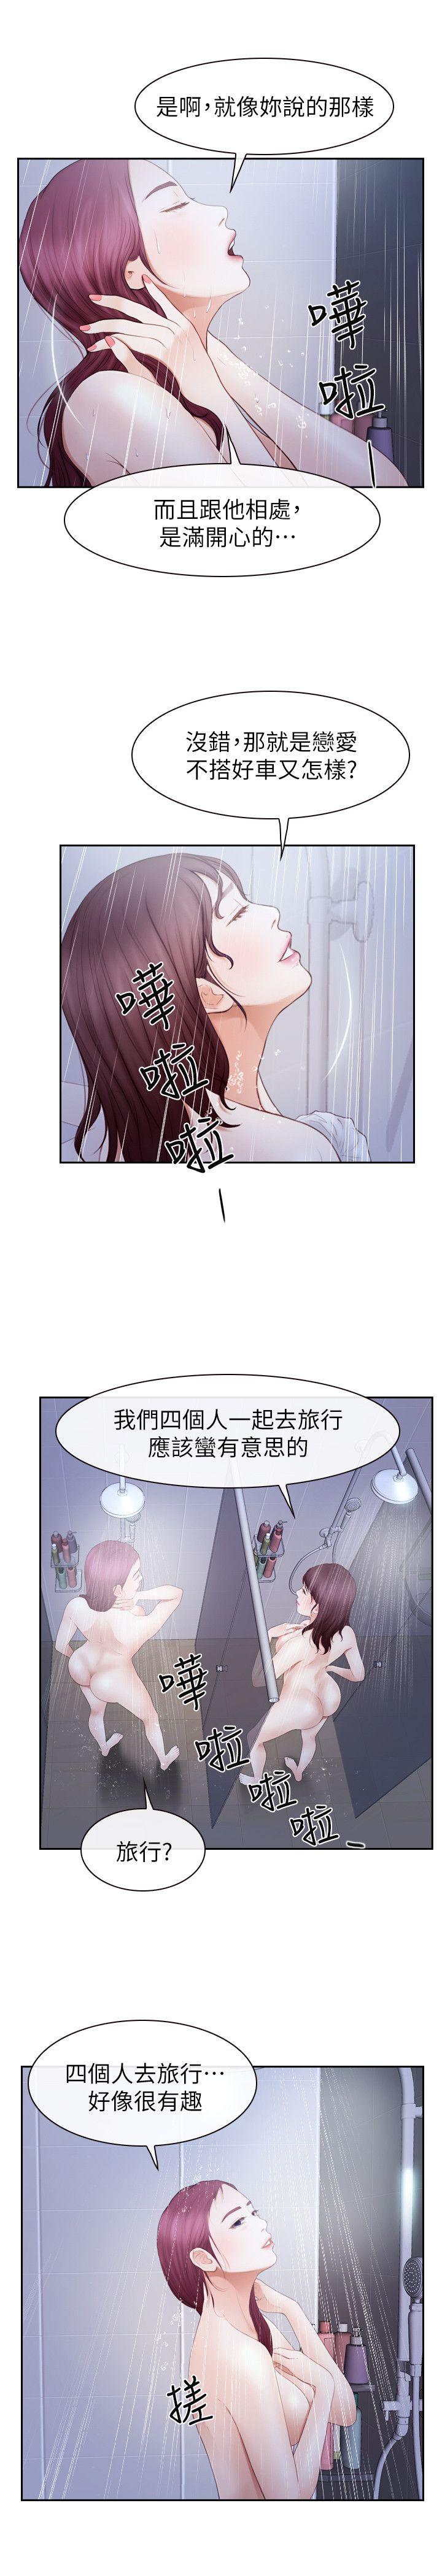 是啊，就像妳說的那樣
嘩
啦
而且跟他相處，
是滿開心的…
沒錯，那就是戀愛
不搭好車又怎樣？
嘩
啦
啦
我們四個人一起去旅行
應該蠻有意思的
嘩
啦
啦
啦
旅行？
四個人去旅行…
好像很有趣
搓